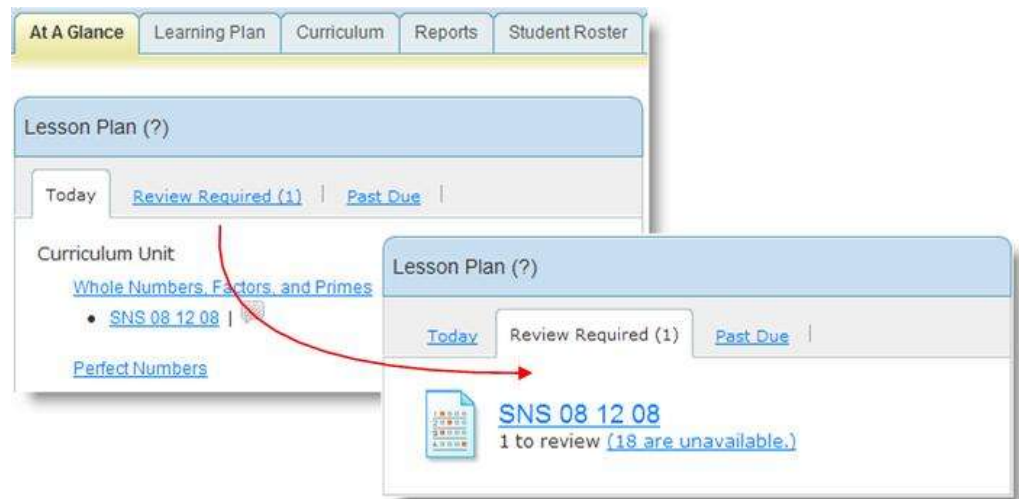 At A Glance Learning Plan Curriculum Reports Student Roster
Lesson Plan (?)
Today Review Required (1) | Past Due |
Curriculum Unit
Whole Numbers, Factors, and Primes
• SNS 08 12 08 |
Perfect Numbers
Lesson Plan (?)
Today Review Required (1) Past Due |
SNS 08 12 08
1 to review (18 are unavailable.)